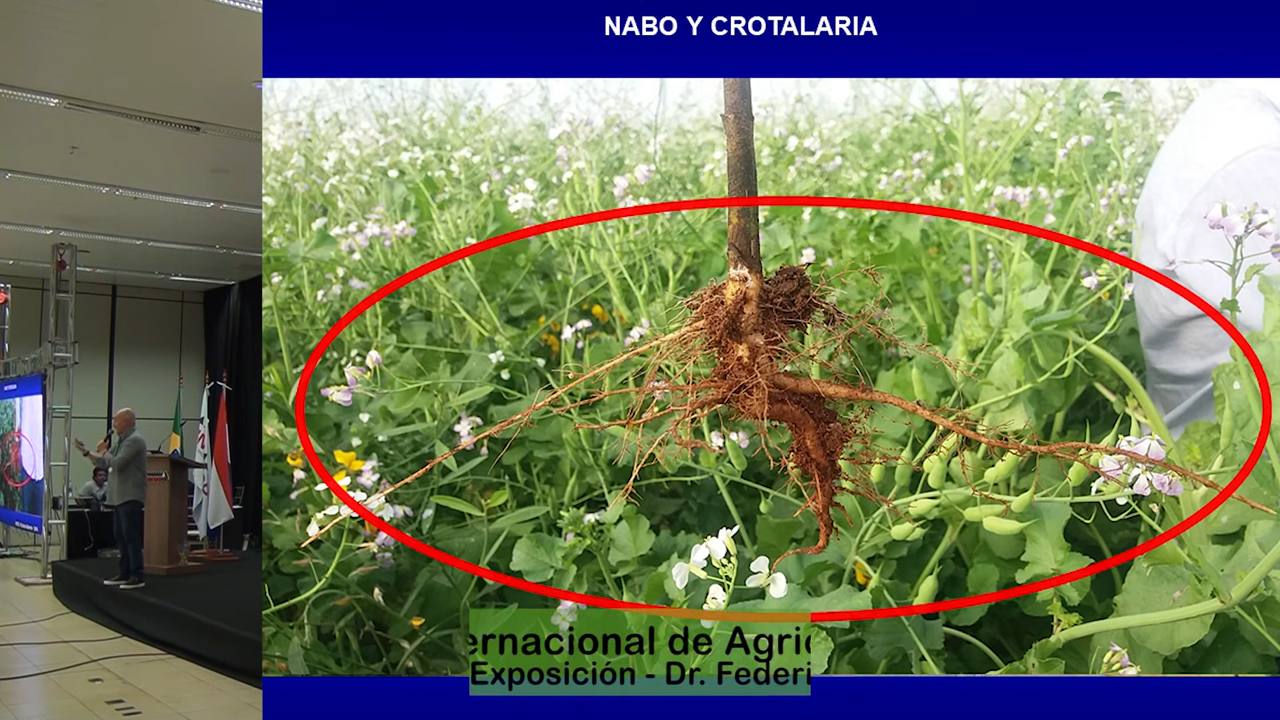 NABO Y CROTALARIA
ernacional de Agric
Exposición - Dr. Federi